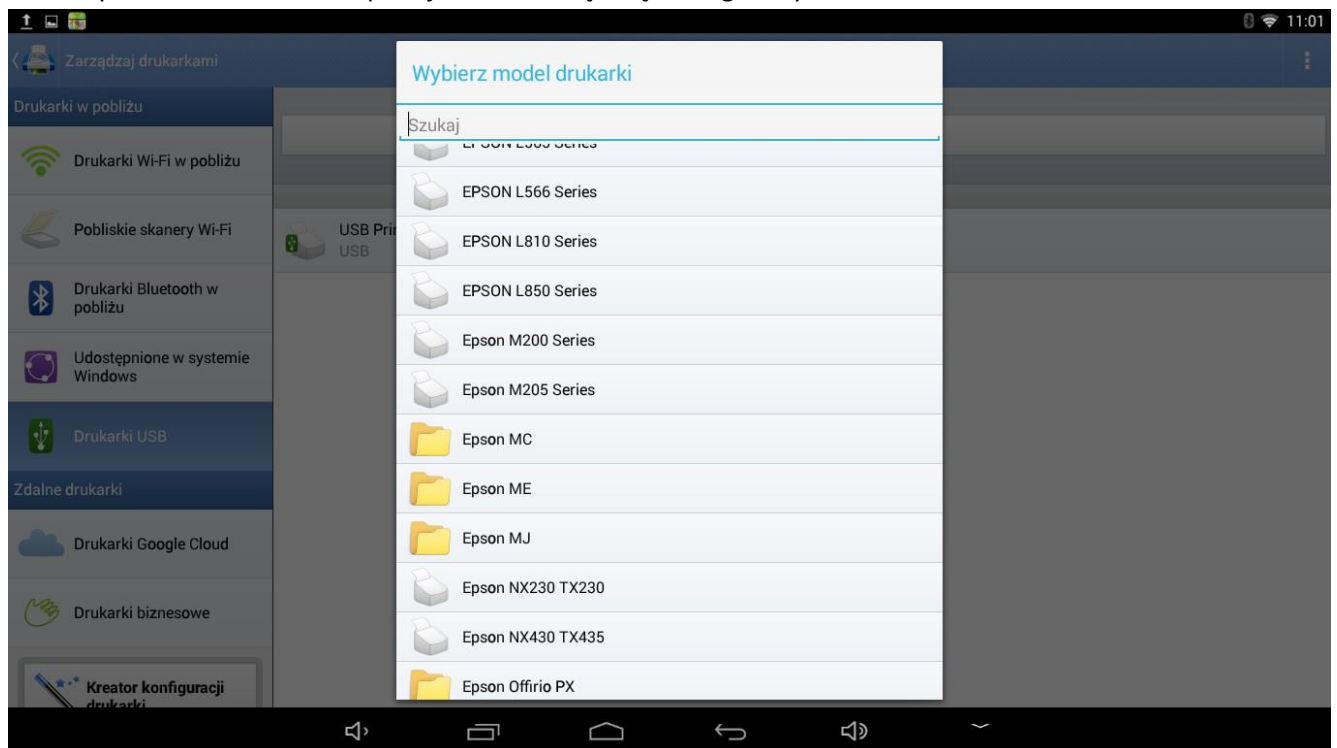 11:01
Zarządzaj drukarkami
Drukarki w pobliżu
Drukarki Wi-Fi w pobliżu
Pobliskie skanery Wi-Fi
Drukarki Bluetooth w
pobliżu
Udostępnione w systemie
Windows
Drukarki USB
Zdalne drukarki
Drukarki Google Cloud
Drukarki biznesowe
Kreator konfiguracji
drukarki
USB Pri
USB
Wybierz model drukarki
Szukaj
EPSON L566 Series
EPSON L810 Series
EPSON L850 Series
Epson M200 Series
Epson M205 Series
Epson MC
Epson ME
Epson MJ
Epson NX230 TX230
Epson NX430 TX435
Epson Offirio PX